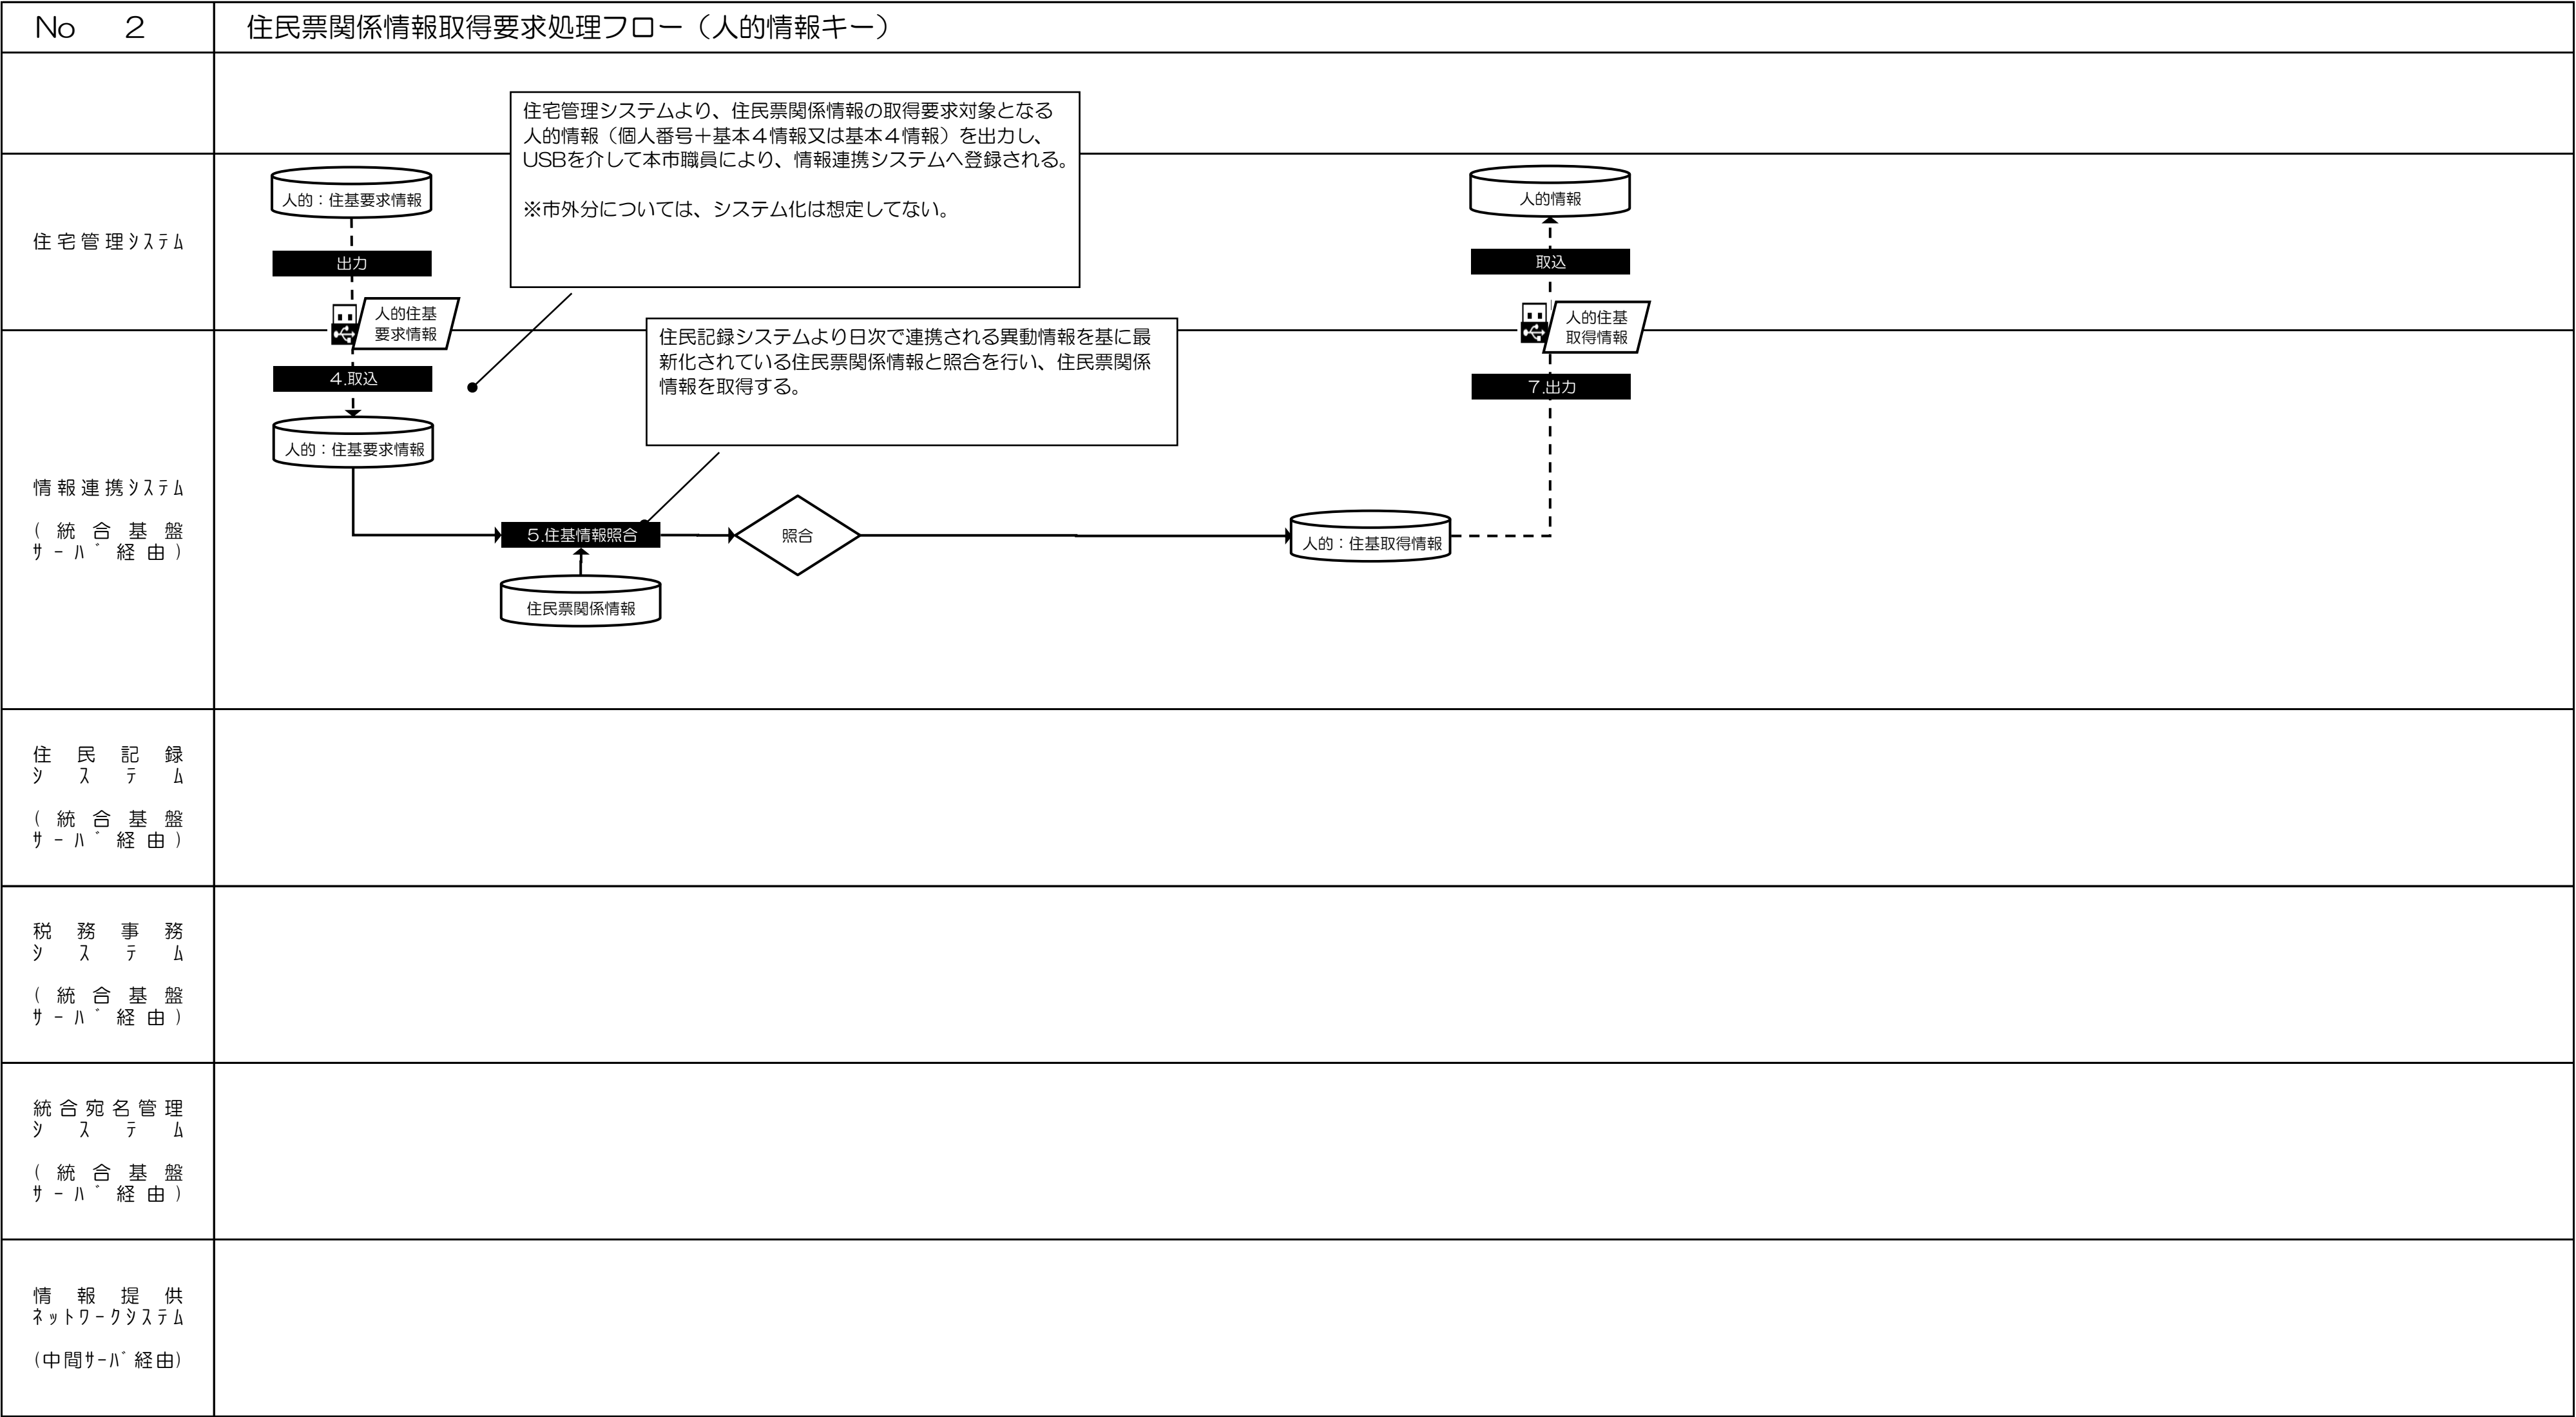 No　2
住民票関係情報取得要求処理フロー（人的情報キー）
住宅管理システムより、住民票関係情報の取得要求対象となる
人的情報（個人番号＋基本４情報又は基本４情報）を出力し、
USBを介して本市職員により、情報連携システムへ登録される。
※市外分については、システム化は想定してない。
住宅管理ｼｽﾃﾑ
人的：住基要求情報
出力
人的住基
要求情報
人的情報
取込
人的住基
取得情報
住民記録システムより日次で連携される異動情報を基に最
新化されている住民票関係情報と照合を行い、住民票関係
情報を取得する。
情報連携ｼｽﾃﾑ
(統合基盤
ｻｰﾊﾞ経由)
４.取込
人的：住基要求情報
５.住基情報照合
住民票関係情報
照合
人的：住基取得情報
７.出力
住民記録
ｼｽﾃﾑ
(統合基盤
ｻｰﾊﾞ経由)
税務事務
ｼｽﾃﾑ
(統合基盤
ｻｰﾊﾞ経由)
統合宛名管理
ｼｽﾃﾑ
(統合基盤
ｻｰﾊﾞ経由)
情報提供
ﾈｯﾄﾜｰｸｼｽﾃﾑ
(中間ｻｰﾊﾞ経由)